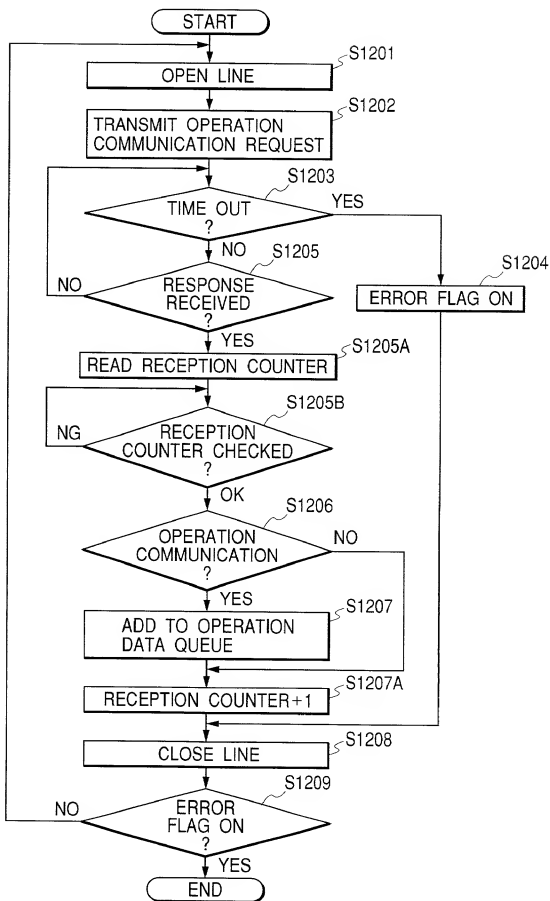 START
S1201
OPEN LINE
S1202
TRANSMIT OPERATION
COMMUNICATION REQUEST
S1203
TIME OUT
?
YES
NO
S1205
S1204
NO
RESPONSE
RECEIVED
?
ERROR FLAG ON
YES
S1205A
READ RECEPTION COUNTER
S1205B
NG
RECEPTION
COUNTER CHECKED
?
OK
S1206
OPERATION
COMMUNICATION
?
NO
YES
S1207
ADD TO OPERATION
DATA QUEUE
S1207A
RECEPTION COUNTER+1
S1208
CLOSE LINE
S1209
NO
ERROR
FLAG ON
?
YES
END